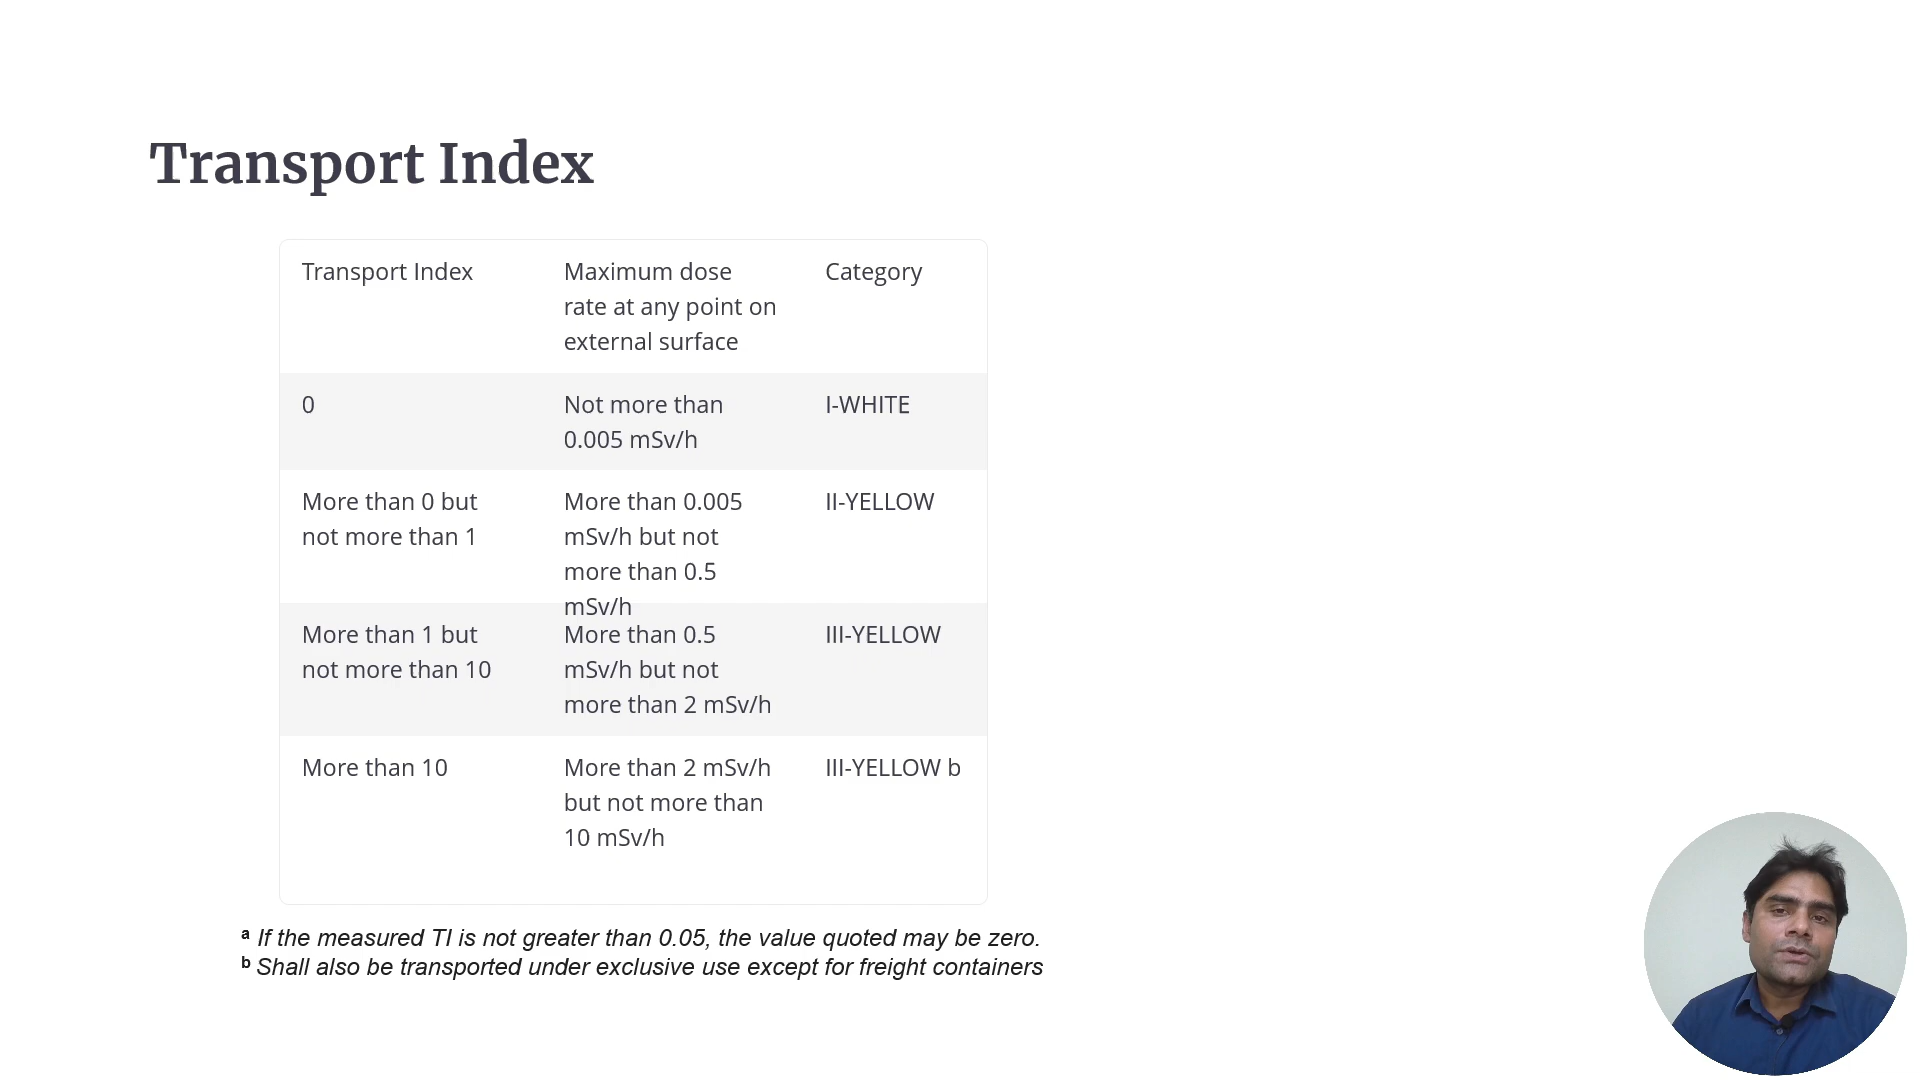 Transport Index
Transport Index
Maximum dose
rate at any point on
external surface
Category
0
Not more than
0.005 mSv/h
I-WHITE
More than 0 but
not more than 1
More than 0.005
mSv/h but not
more than 0.5
mSv/h
II-YELLOW
More than 1 but
not more than 10
More than 0.5
mSv/h but not
more than 2 mSv/h
III-YELLOW
More than 10
More than 2 mSv/h
but not more than
10 mSv/h
III-YELLOW b
a If the measured TI is not greater than 0.05, the value quoted may be zero.
b Shall also be transported under exclusive use except for freight containers